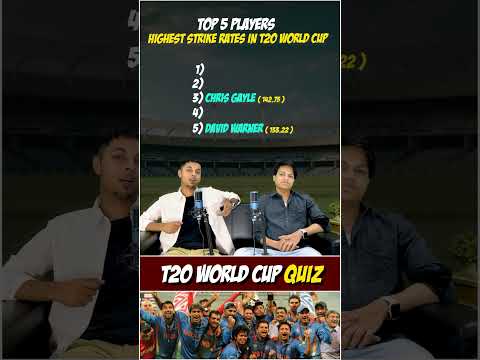 TOP 5 PLAYERS
HIGHEST STRIKE RATES IN T20 WORLD CUP
1)
2)
3) CHRIS GAYLE ( 142.75 )
4)
5) DAVID WARNER ( 133.22 )
T20 WORLD CUP QUIZ